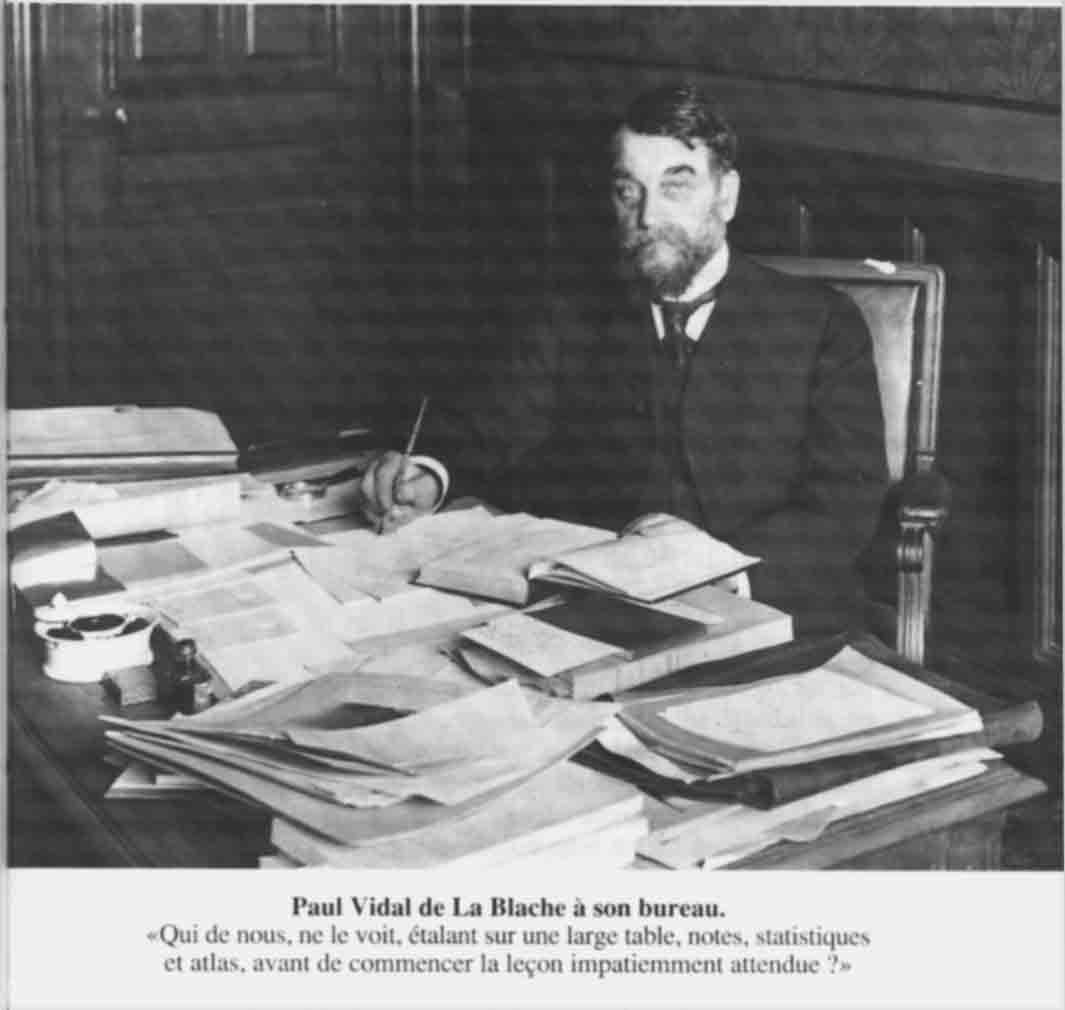 Paul Vidal de La Blache à son bureau.
«Qui de nous, ne le voit, étalant sur une large table, notes, statistiques
et atlas, avant de commencer la leçon impatiemment attendue ?»